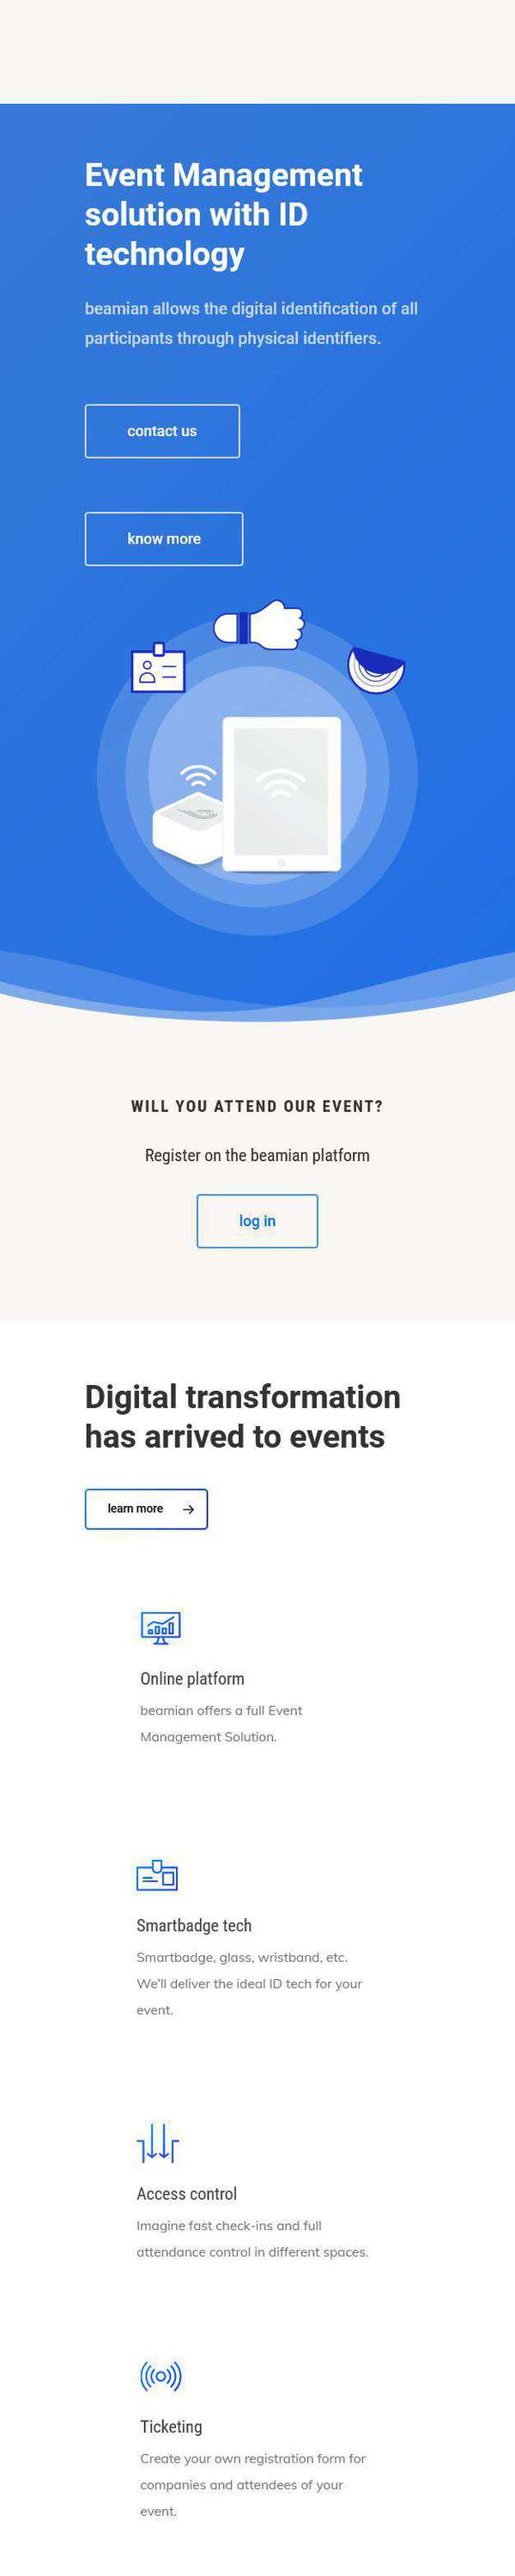 Event Management
solution with ID
technology
beamian allows the digital identification of all
participants through physical identifiers.
contact us
know more
WILL YOU ATTEND OUR EVENT?
Register on the beamian platform
log in
Digital transformation
has arrived to events
learn more
Online platform
beamian offers a full Event
Management Solution.
Smartbadge tech
Smartbadge, glass, wristband, etc.
We'll deliver the ideal ID tech for your
event.
Access control
Imagine fast check-ins and full
attendance control in different spaces.
Ticketing
Create your own registration form for
companies and attendees of your
event.